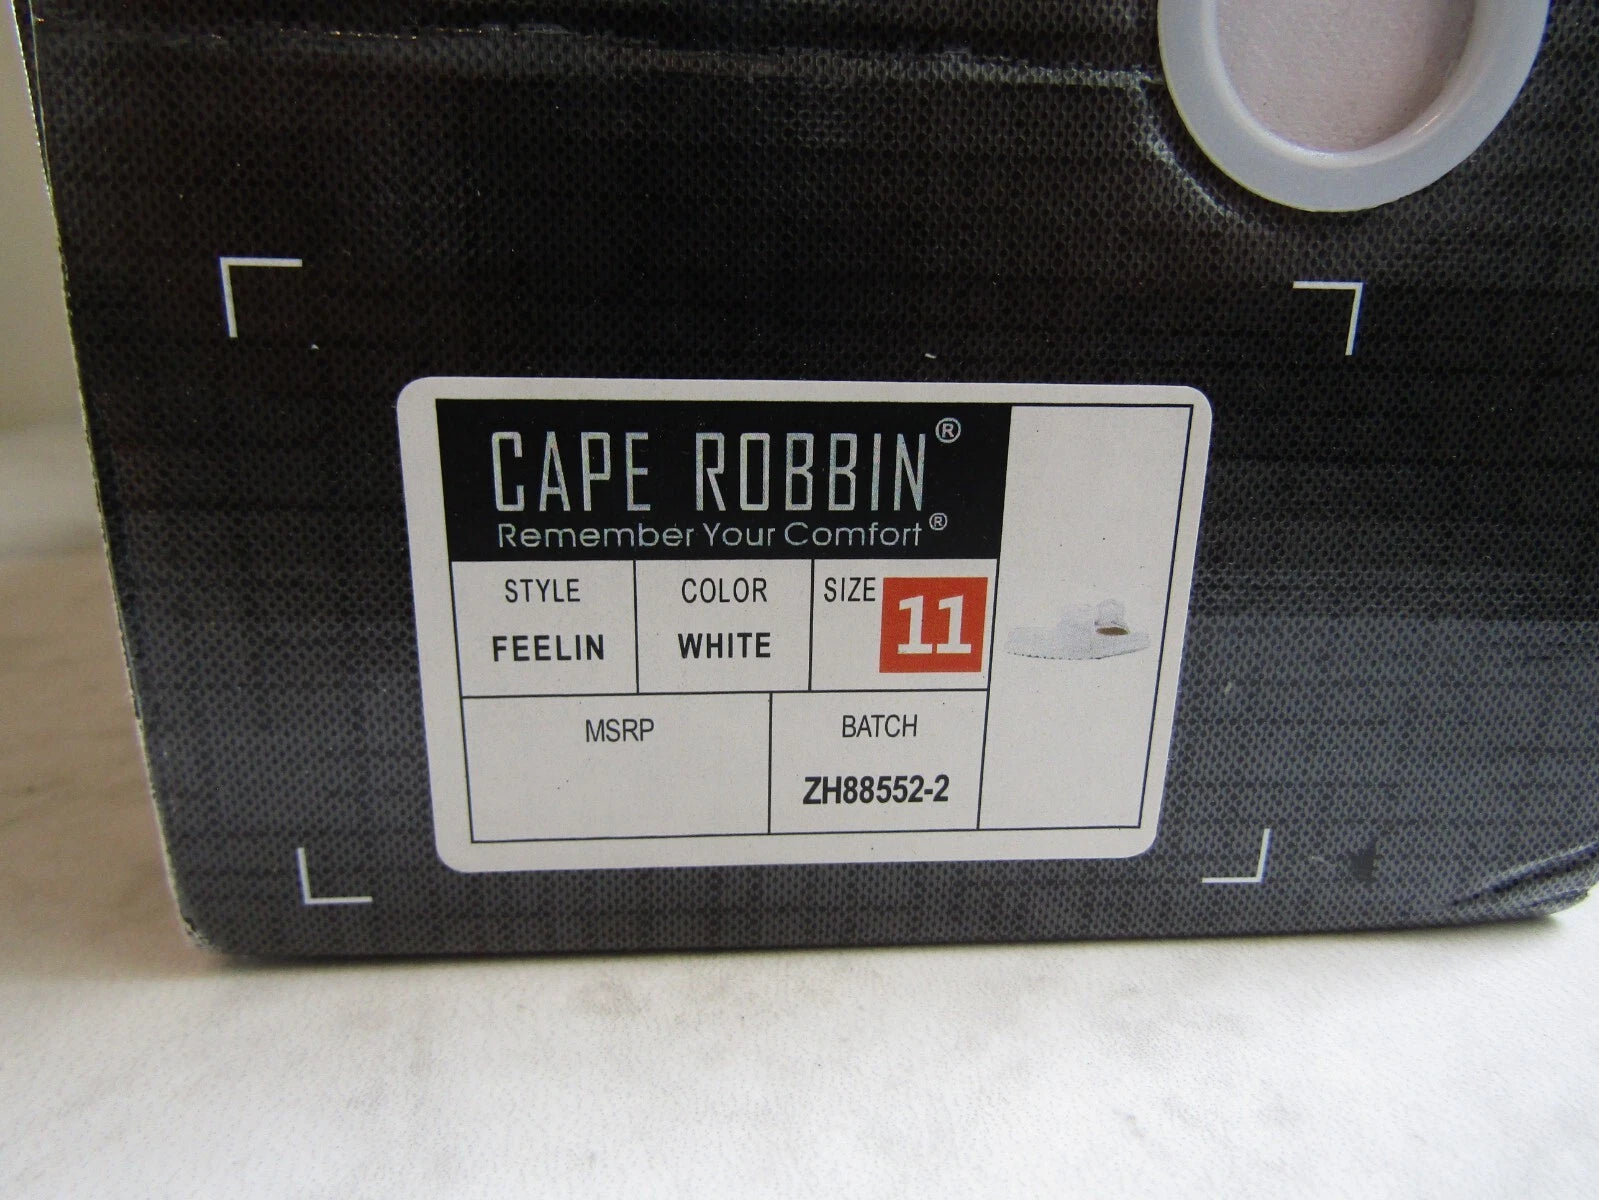 CAPE ROBBIN®
Remember Your Comfort®
STYLE COLOR SIZE 11
FEELIN WHITE
MSRP BATCH
ZH88552-2